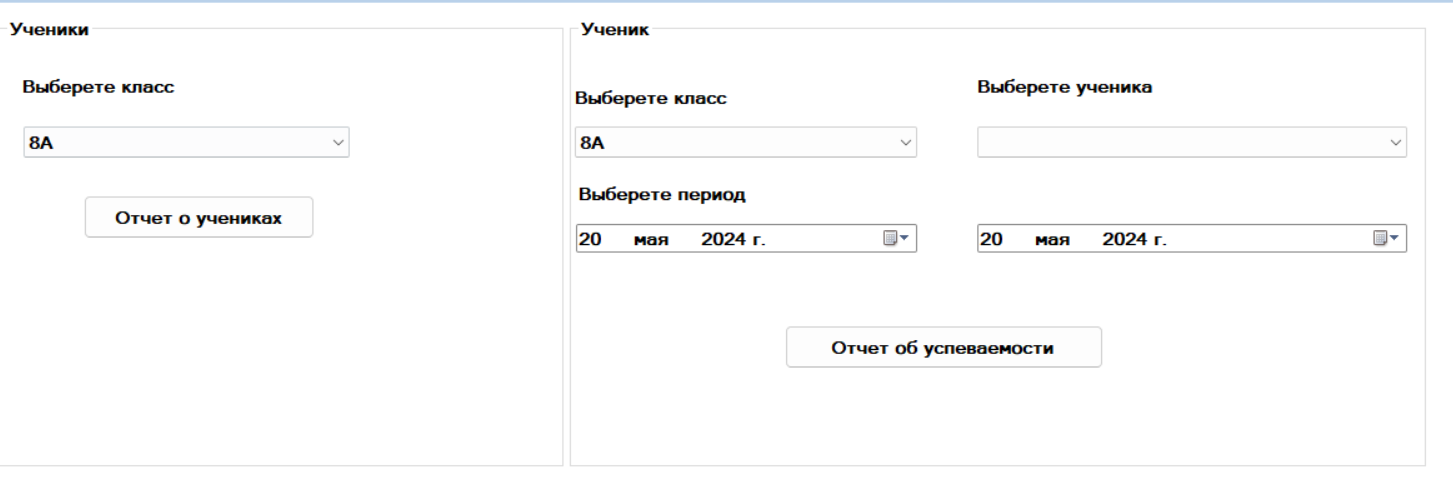 Ученики
Выберете класс
8А
Отчет о учениках
Ученик
Выберете класс
Выберете ученика
8А
Выберете период
20 мая 2024 г.
20 мая 2024 г.
Отчет об успеваемости